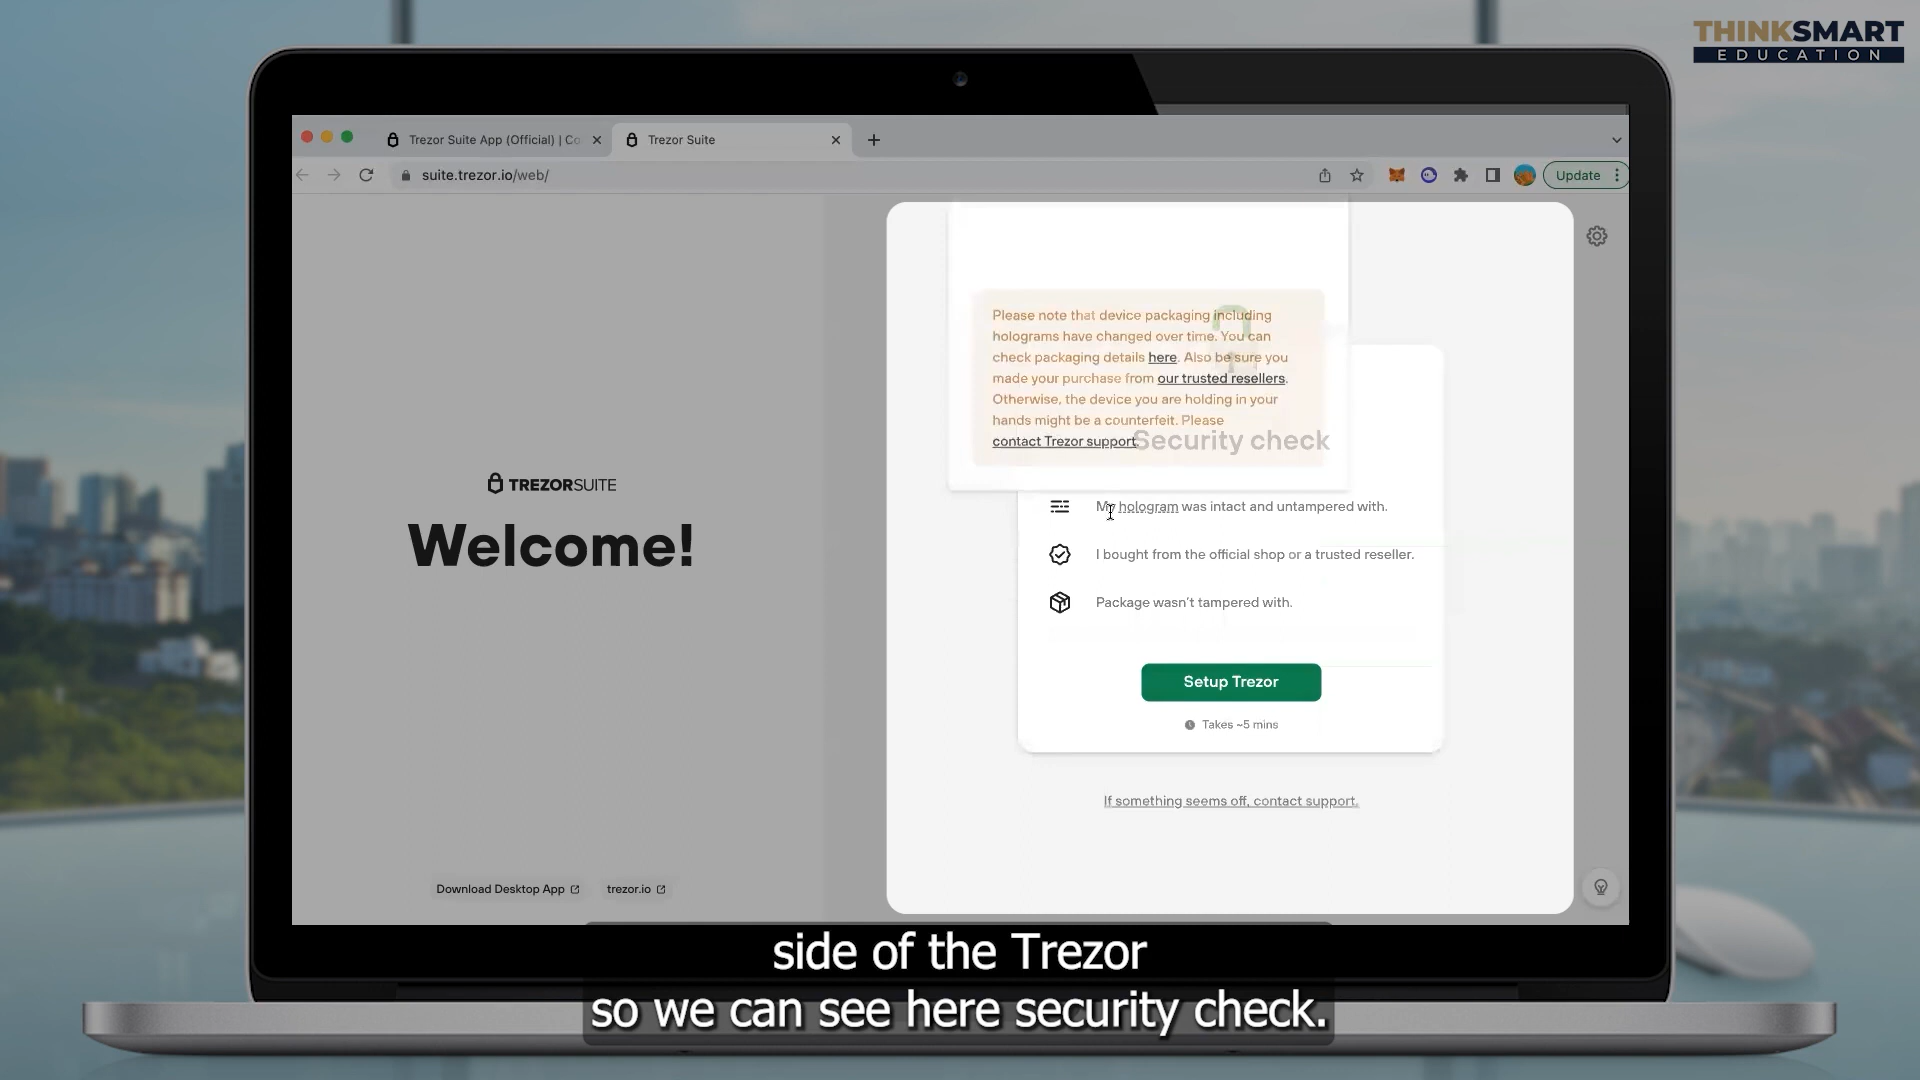 THINKSMART
EDUCATION
Trezor Suite App (Official) | Co
Trezor Suite
suite.trezor.io/web/
Update
Please note that device packaging including
holograms have changed over time. You can
check packaging details here. Also be sure you
made your purchase from our trusted resellers.
Otherwise, the device you are holding in your
hands might be a counterfeit. Please
contact Trezor support.
Security check
My hologram was intact and untampered with.
I bought from the official shop or a trusted reseller.
Package wasn't tampered with.
Setup Trezor
Takes ~5 mins
If something seems off, contact support.
TREZORSUITE
Welcome!
Download Desktop App
trezor.io
side of the Trezor
so we can see here security check.